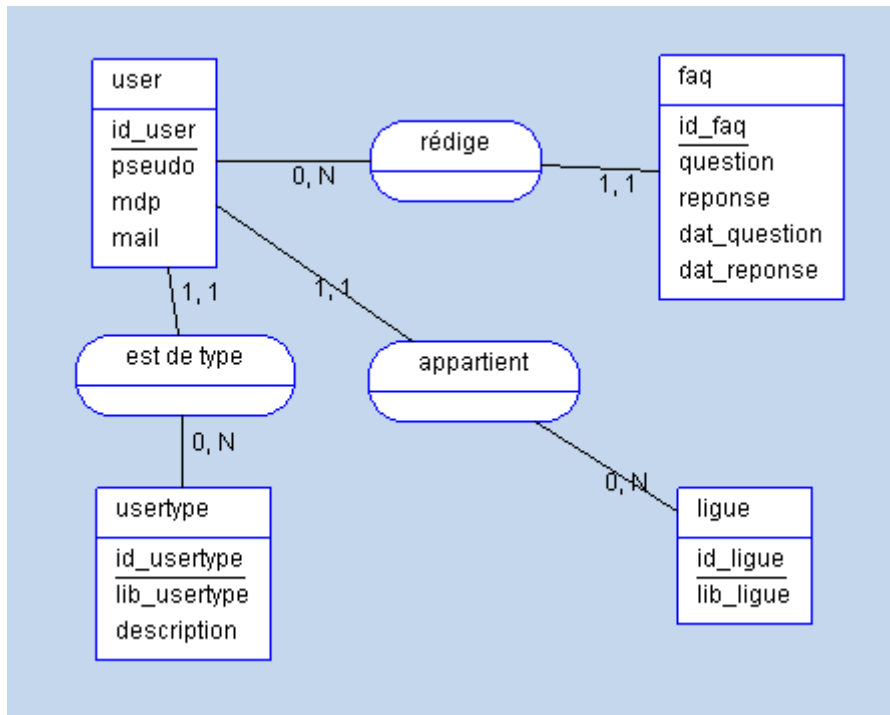 user
id_user
pseudo
mdp
mail
0, N
rédige
1, 1
faq
id_faq
question
reponse
dat_question
dat_reponse
1, 1
1, 1
est de type
appartient
0, N
0, N
usertype
id_usertype
lib_usertype
description
ligue
id_ligue
lib_ligue